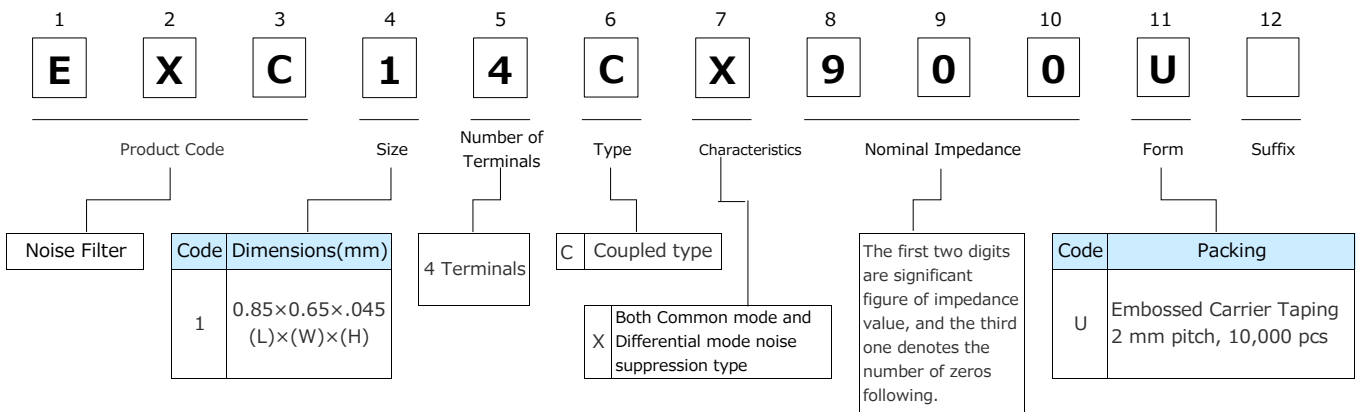 1 2 3 4 5 6 7 8 9 10 11 12
E X C 1 4 C X 9 0 0 U
Product Code
Size
Number of
Terminals
Type
Characteristics
Nominal Impedance
Form
Suffix
Noise Filter
Code Dimensions(mm)
1
0.85×0.65×.045
(L)×(W)×(H)
4 Terminals
C Coupled type
X
Both Common mode and
Differential mode noise
suppression type
The first two digits
are significant
figure of impedance
value, and the third
one denotes the
number of zeros
following.
Code Packing
U
Embossed Carrier Taping
2 mm pitch, 10,000 pcs